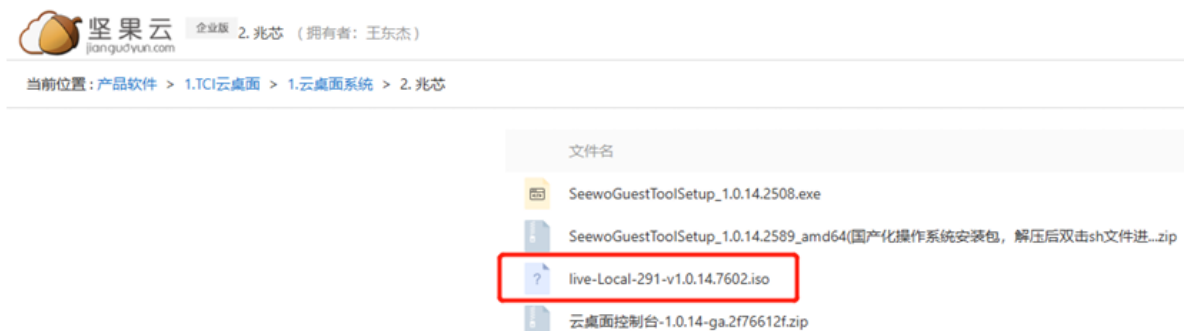 坚果云 企业版 2. 兆芯 (拥有者：王东杰)
jianguoyun.com
当前位置：产品软件 > 1.TCI云桌面 > 1.云桌面系统 > 2. 兆芯
文件名
SeewoGuestToolSetup_1.0.14.2508.exe
SeewoGuestToolSetup_1.0.14.2589_amd64(国产化操作系统安装包，解压后双击sh文件进...zip
live-Local-291-v1.0.14.7602.iso
云桌面控制台-1.0.14-ga.2f76612f.zip